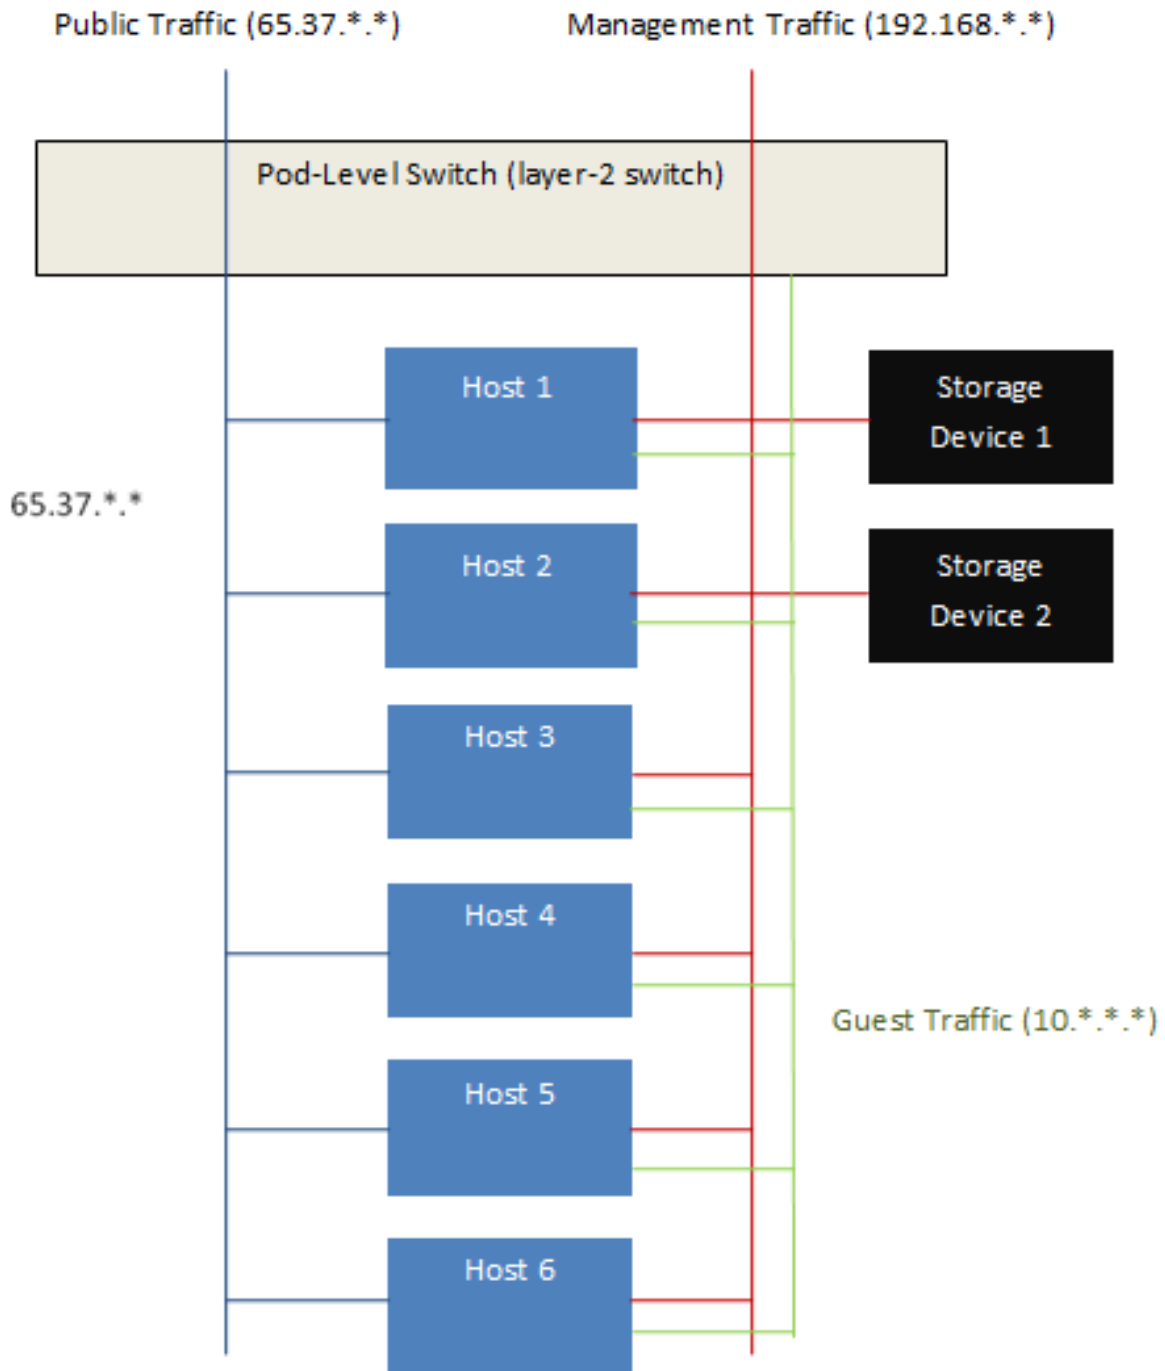 Public Traffic (65.37.*.*)
Management Traffic (192.168.*.*)
Pod-Level Switch (layer-2 switch)
Host 1
Storage
Device 1
65.37.*.*
Host 2
Storage
Device 2
Host 3
Host 4
Guest Traffic (10.*.*.*)
Host 5
Host 6